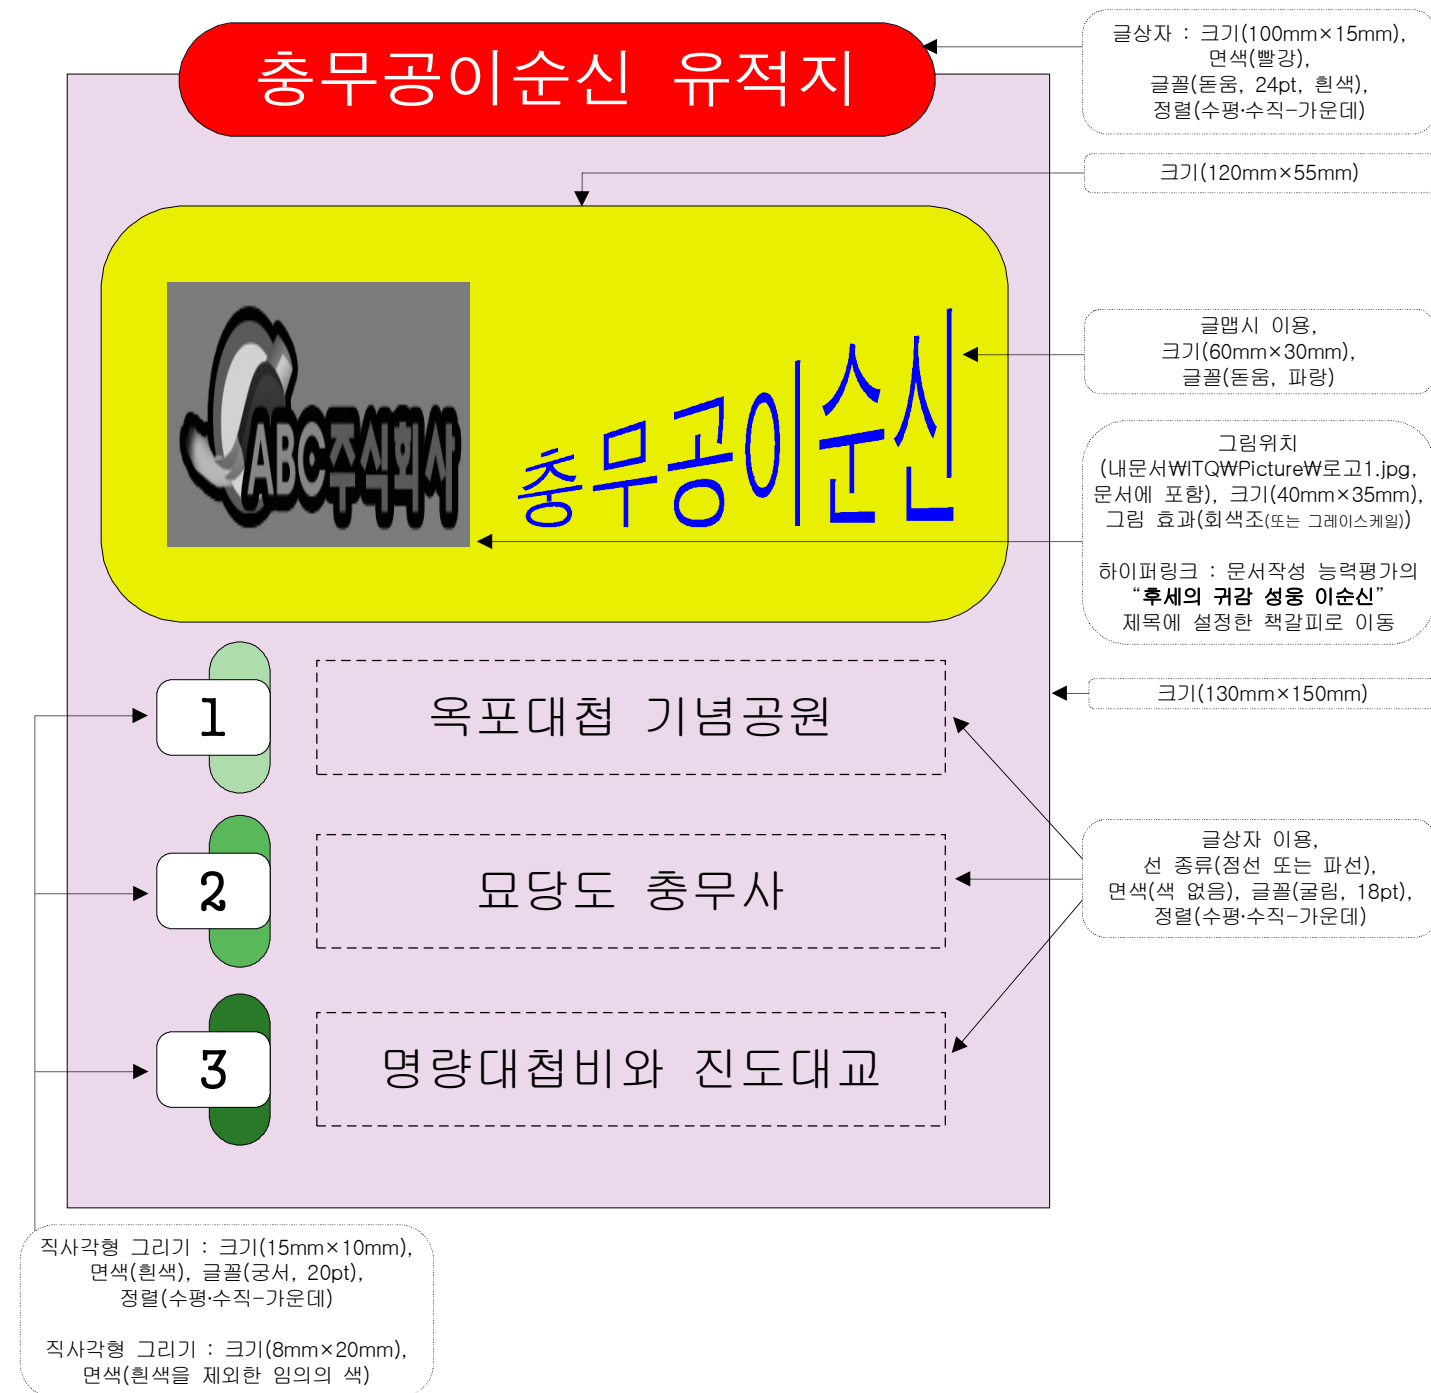 충무공이순신 유적지
글상자 : 크기(100mm×15mm),
면색(빨강),
글꼴(돋움, 24pt, 흰색),
정렬(수평·수직-가운데)
크기(120mm×55mm)
ABC주식회사
충무공이순신
글맵시 이용,
크기(60mm×30mm),
글꼴(돋움, 파랑)
그림위치
(내문서₩ITQ₩Picture₩로고1.jpg,
문서에 포함), 크기(40mm×35mm),
그림 효과(회색조(또는 그레이스케일))
하이퍼링크 : 문서작성 능력평가의
“후세의 귀감 성웅 이순신”
제목에 설정한 책갈피로 이동
크기(130mm×150mm)
1
옥포대첩 기념공원
2
묘당도 충무사
3
명량대첩비와 진도대교
글상자 이용,
선 종류(점선 또는 파선),
면색(색 없음), 글꼴(굴림, 18pt),
정렬(수평·수직-가운데)
직사각형 그리기 : 크기(15mm×10mm),
면색(흰색), 글꼴(궁서, 20pt),
정렬(수평·수직-가운데)
직사각형 그리기 : 크기(8mm×20mm),
면색(흰색을 제외한 임의의 색)